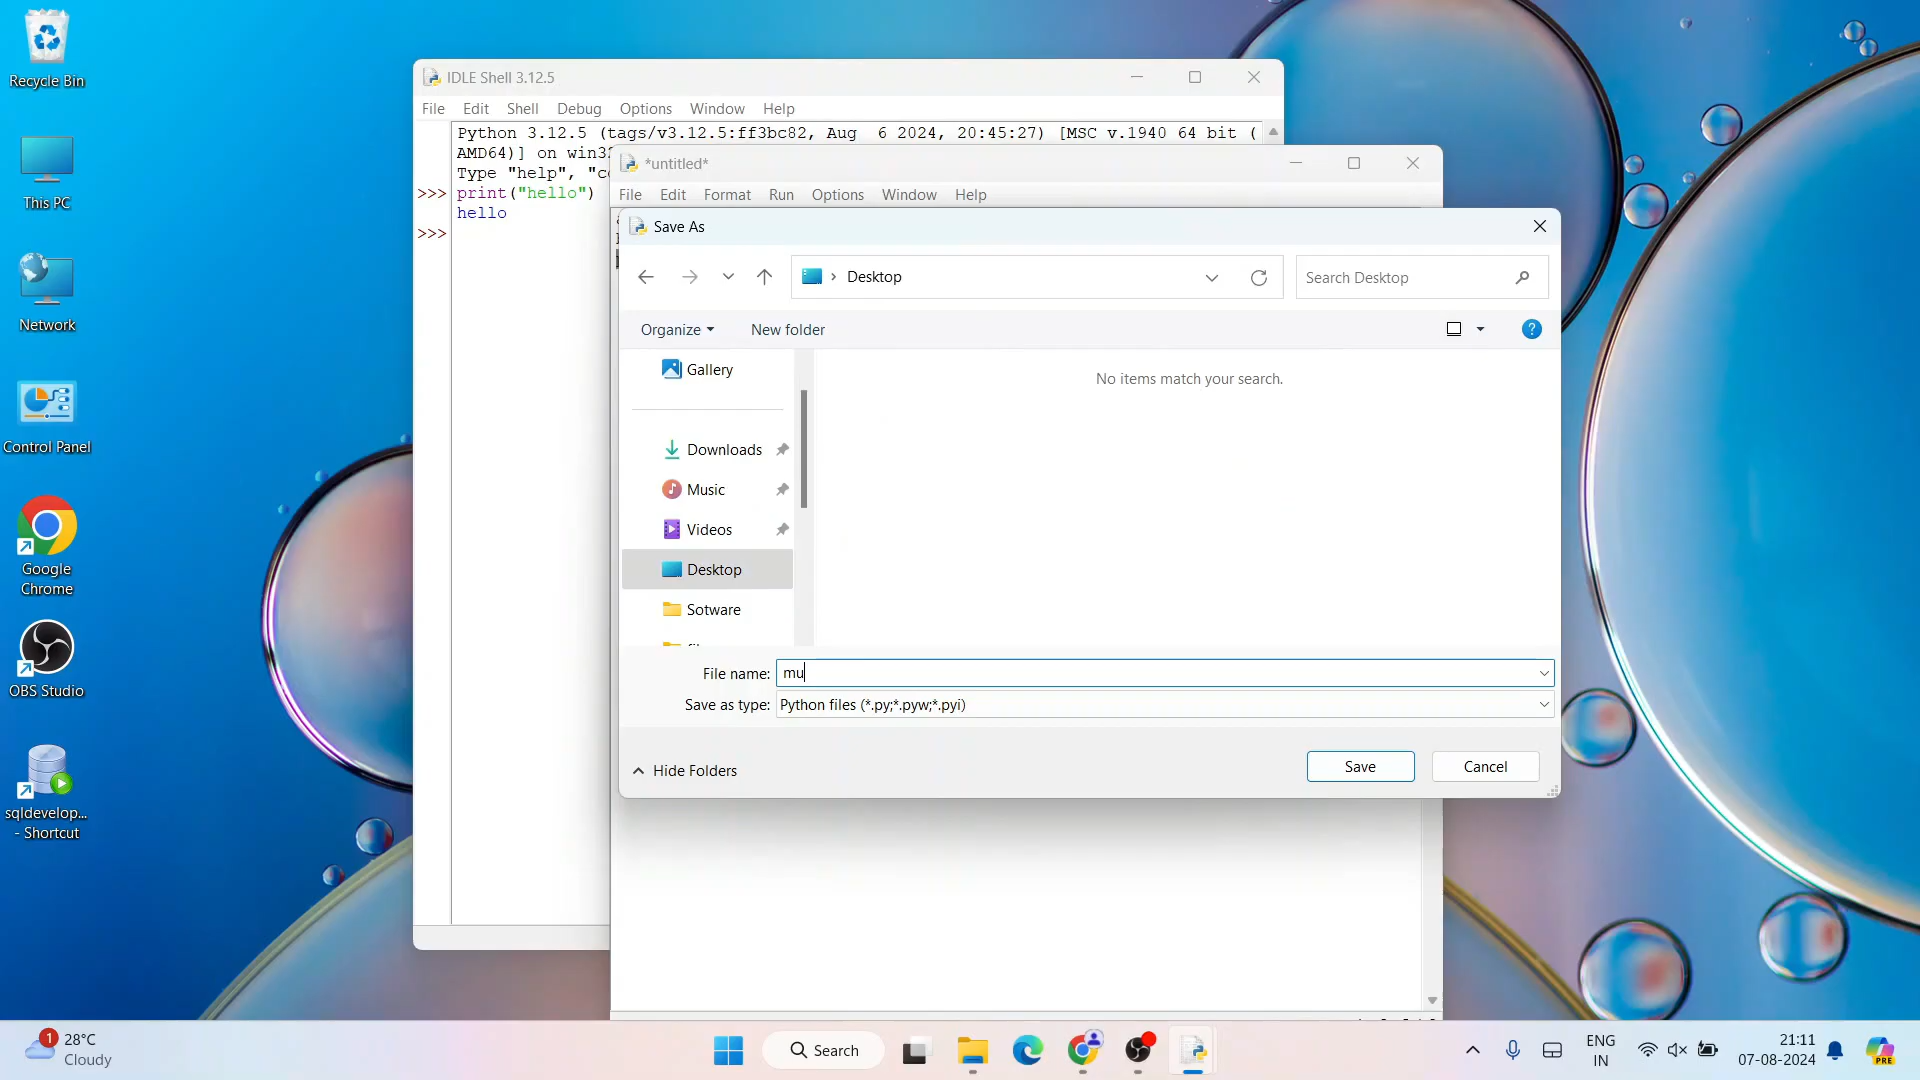 Recycle Bin
This PC
Network
Control Panel
Google
Chrome
OBS Studio
sqldevelop...
- Shortcut
IDLE Shell 3.12.5
File Edit Shell Debug Options Window Help
Python 3.12.5 (tags/v3.12.5:ff3bc82, Aug  6 2024, 20:45:27) [MSC v.1940 64 bit (
AMD64)] on win32
Type "help", "co
>>> print("hello")
hello
>>>
*untitled*
File Edit Format Run Options Window Help
Save As
Desktop
Search Desktop
Organize New folder
Gallery
No items match your search.
Downloads
Music
Videos
Desktop
Sotware
File name: mu
Save as type: Python files (*.py;*.pyw;*.pyi)
Hide Folders
Save Cancel
1 28°C
Cloudy
Search
ENG
IN
21:11
07-08-2024
PRE